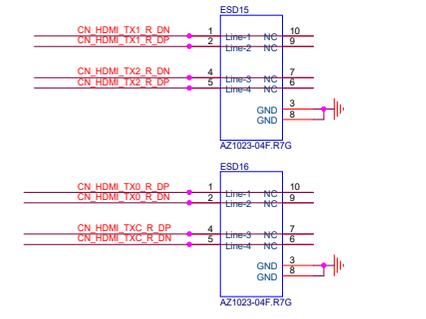 ESD15
CN_HDMI_TX1_R_DN 1 Line-1 NC 10
CN_HDMI_TX1_R_DP 2 Line-2 NC 9
CN_HDMI_TX2_R_DN 4 Line-3 NC 7
CN_HDMI_TX2_R_DP 5 Line-4 NC 6
GND 3
GND 8
AZ1023-04F.R7G
ESD16
CN_HDMI_TX0_R_DP 1 Line-1 NC 10
CN_HDMI_TX0_R_DN 2 Line-2 NC 9
CN_HDMI_TXC_R_DP 4 Line-3 NC 7
CN_HDMI_TXC_R_DN 5 Line-4 NC 6
GND 3
GND 8
AZ1023-04F.R7G